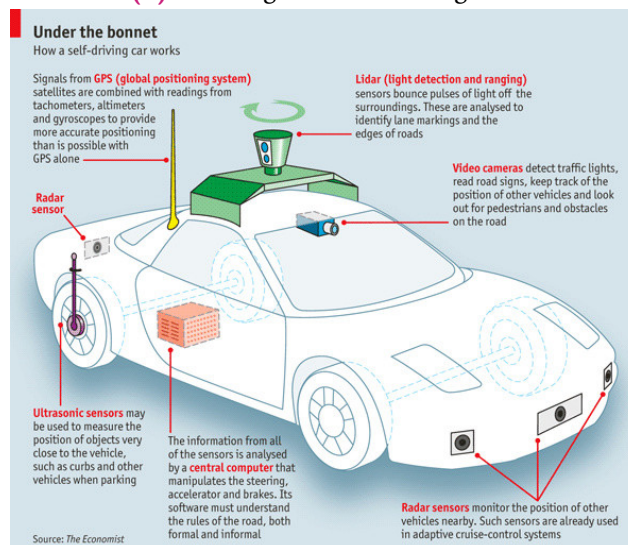 Under the bonnet
How a self-driving car works
Signals from GPS (global positioning system)
satellites are combined with readings from
tachometers, altimeters
and gyroscopes to provide
more accurate positioning
than is possible with
GPS alone
Lidar (light detection and ranging)
sensors bounce pulses of light off the
surroundings. These are analysed to
identify lane markings and the
edges of roads
Video cameras detect traffic lights,
read road signs, keep track of the
position of other vehicles and look
out for pedestrians and obstacles
on the road
Radar
sensor
Ultrasonic sensors may
be used to measure the
position of objects very
close to the vehicle,
such as curbs and other
vehicles when parking
The information from all
of the sensors is analysed
by a central computer that
manipulates the steering,
accelerator and brakes. Its
software must understand
the rules of the road, both
formal and informal
Radar sensors monitor the position of other
vehicles nearby. Such sensors are already used
in adaptive cruise-control systems
Source: The Economist